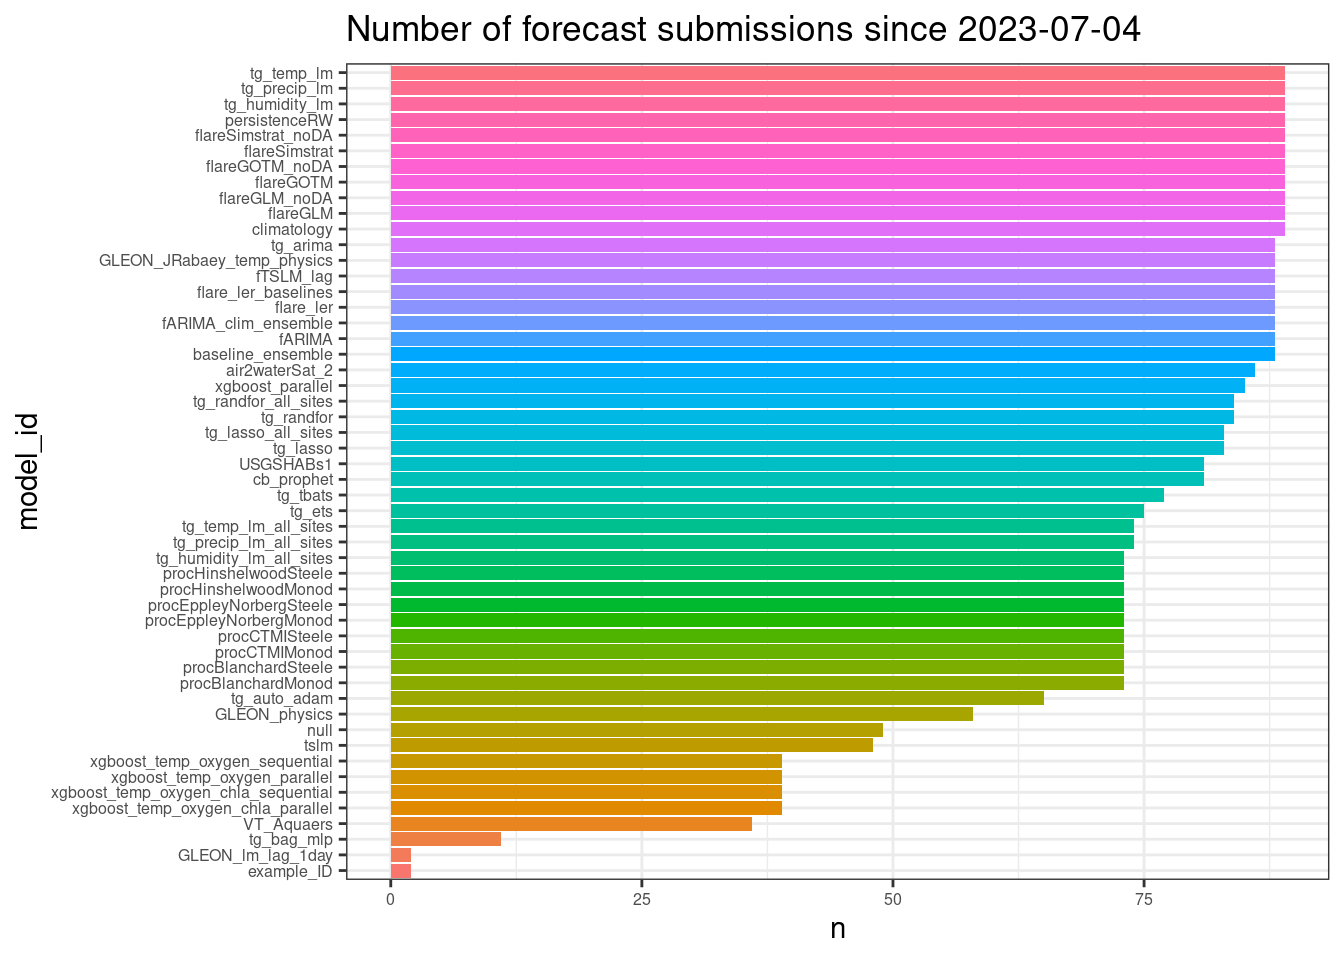 Number of forecast submissions since 2023-07-04
tg_temp_lm
tg_precip_lm
tg_humidity_lm
persistenceRW
flareSimstrat_noDA
flareSimstrat
flareGOTM_noDA
flareGOTM
flareGLM_noDA
flareGLM
climatology
tg_arima
GLEON_JRabaey_temp_physics
fTSLM_lag
flare_ler_baselines
flare_ler
fARIMA_clim_ensemble
fARIMA
baseline_ensemble
air2waterSat_2
xgboost_parallel
tg_randfor_all_sites
tg_randfor
tg_lasso_all_sites
tg_lasso
USGSHABs1
cb_prophet
tg_tbats
tg_ets
tg_temp_lm_all_sites
tg_precip_lm_all_sites
tg_humidity_lm_all_sites
procHinshelwoodSteele
procHinshelwoodMonod
procEppleyNorbergSteele
procEppleyNorbergMonod
procCTMISteele
procCTMIMonod
procBlanchardSteele
procBlanchardMonod
tg_auto_adam
GLEON_physics
null
tslm
xgboost_temp_oxygen_sequential
xgboost_temp_oxygen_parallel
xgboost_temp_oxygen_chla_sequential
xgboost_temp_oxygen_chla_parallel
VT_Aquaers
tg_bag_mlp
GLEON_lm_lag_1day
example_ID
model_id
0 25 50 75
n